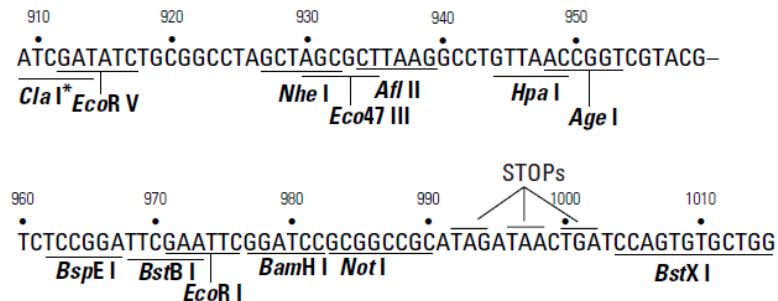 910 920 930 940 950
ATCGATATCTGCGGCCTAGCTAGCGCTTAAGGCCTGTTAACCGGTCGTACG–
Cla I* EcoR V Nhe I Eco47 III Afl II Hpa I Age I
STOPs
960 970 980 990 1000 1010
TCTCCGGATTCGAATTCGGATCCGCGGCCGCATAGATAACTGATCCAGTGTGCTGG
BspE I BstB I EcoR I BamH I Not I BstX I